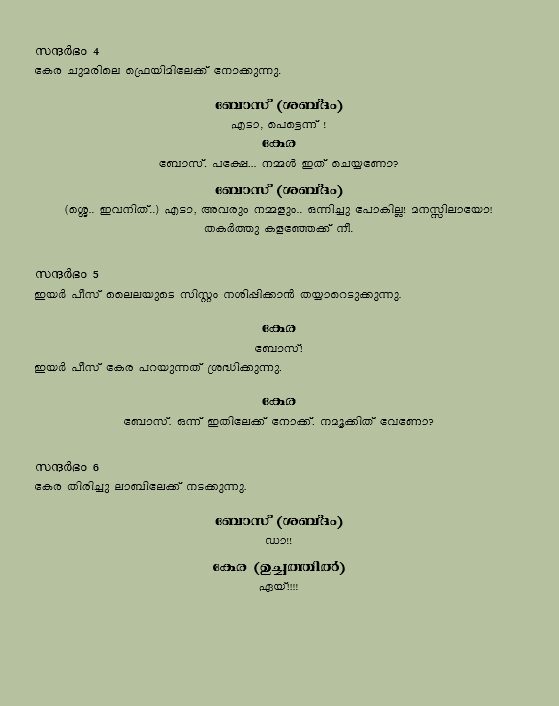 സന്ദർഭം 4
കേര ചുമരിലെ ഫ്രെയിമിലേക്ക് നോക്കുന്നു.
ബോസ് (ശബ്ദം)
എടാ, പെട്ടെന്ന് !
കേര
ബോസ്. പക്ഷേ... നമ്മൾ ഇത് ചെയ്യണോ?
ബോസ് (ശബ്ദം)
(ശ്ശെ.. ഇവനിത്..) എടാ, അവരും നമ്മളും.. ഒന്നിച്ചു പോകില്ല! മനസ്സിലായോ!
തകർത്തു കളഞ്ഞേക്ക് നീ.
സന്ദർഭം 5
ഇയർ പീസ് ലൈലയുടെ സിസ്റ്റം നശിപ്പിക്കാൻ തയ്യാറെടുക്കുന്നു.
കേര
ബോസ്!
ഇയർ പീസ് കേര പറയുന്നത് ശ്രദ്ധിക്കുന്നു.
കേര
ബോസ്. ഒന്ന് ഇതിലേക്ക് നോക്ക്. നമുക്കിത് വേണോ?
സന്ദർഭം 6
കേര തിരിച്ചു ലാബിലേക്ക് നടക്കുന്നു.
ബോസ് (ശബ്ദം)
ഡാ!!
കേര (ഉച്ചത്തിൽ)
ഏയ്!!!!